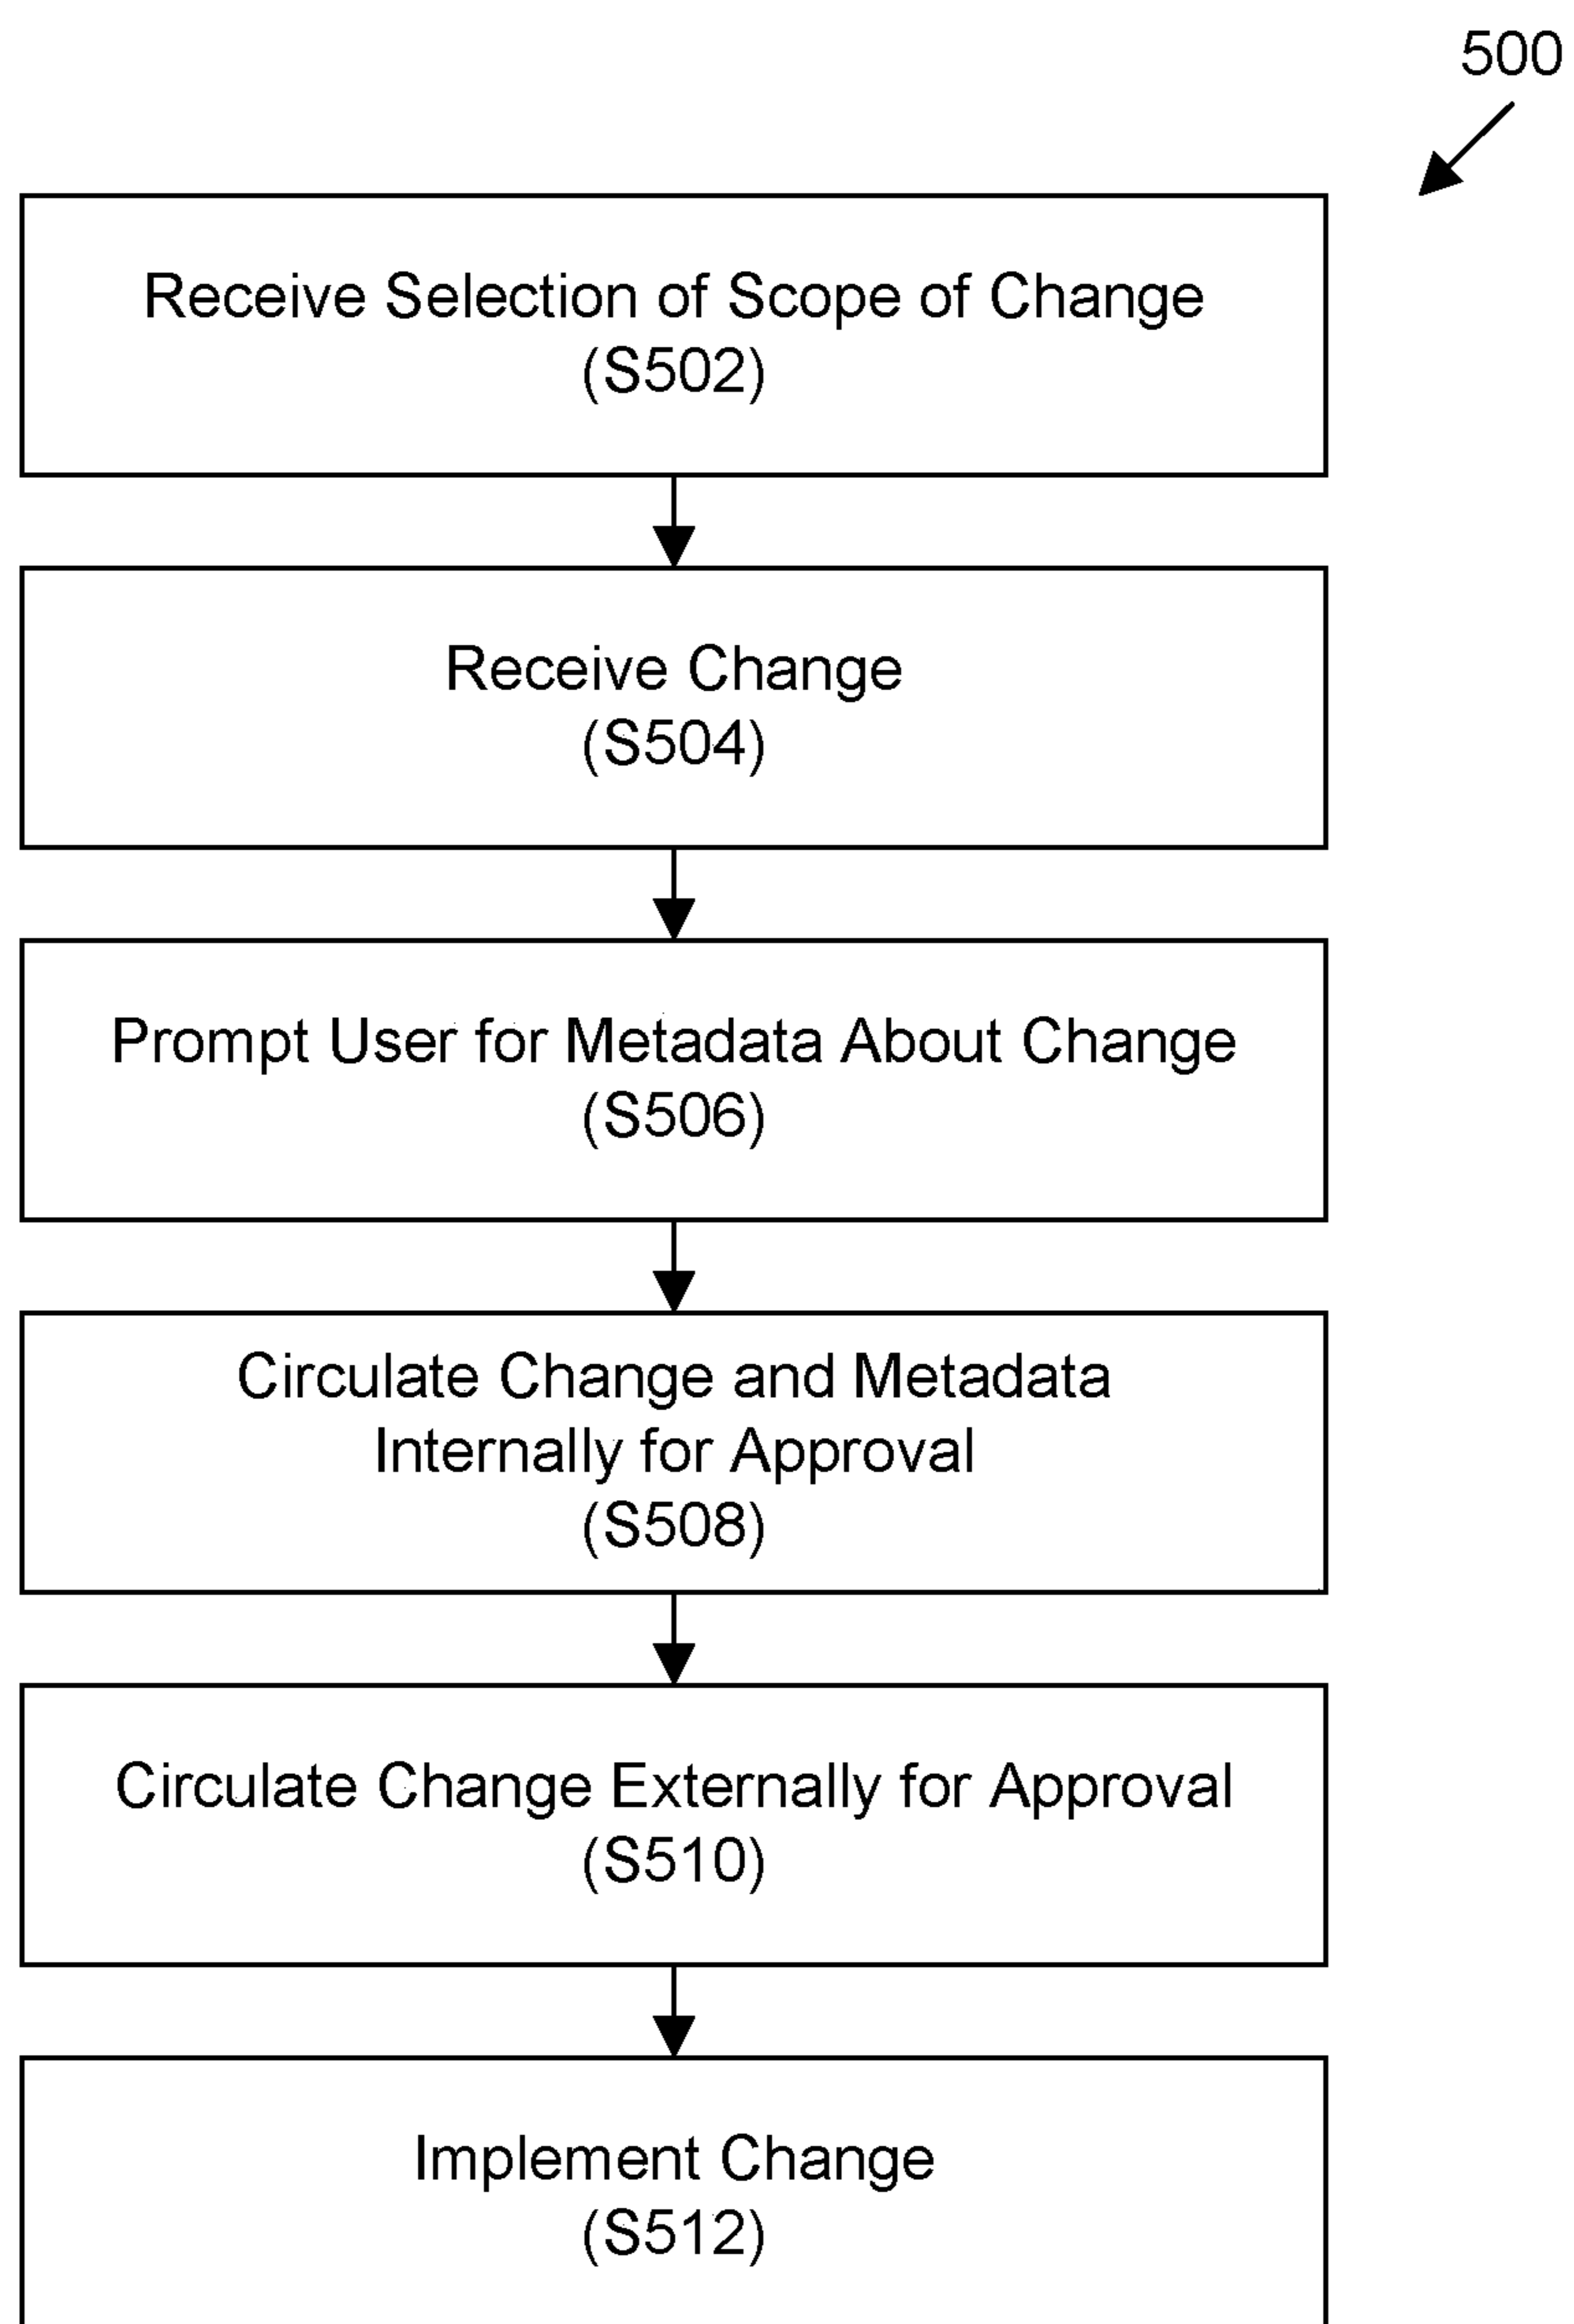 500
Receive Selection of Scope of Change
(S502)
Receive Change
(S504)
Prompt User for Metadata About Change
(S506)
Circulate Change and Metadata
Internally for Approval
(S508)
Circulate Change Externally for Approval
(S510)
Implement Change
(S512)